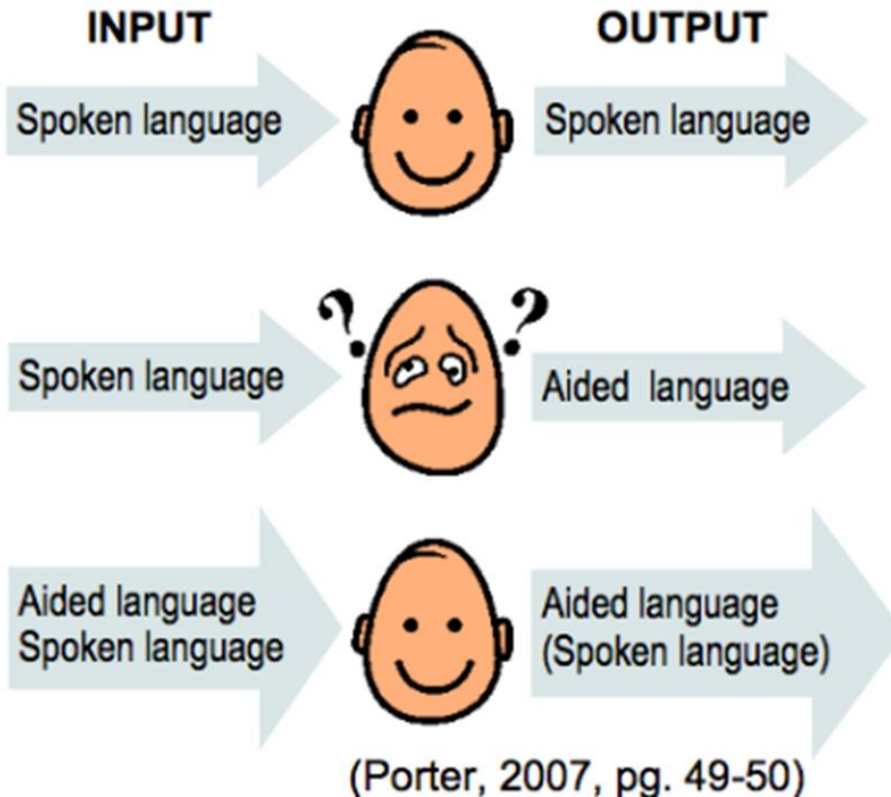 INPUT
OUTPUT
Spoken language
Spoken language
? ?
Spoken language
Aided language
Aided language
Spoken language
Aided language
(Spoken language)
(Porter, 2007, pg. 49-50)